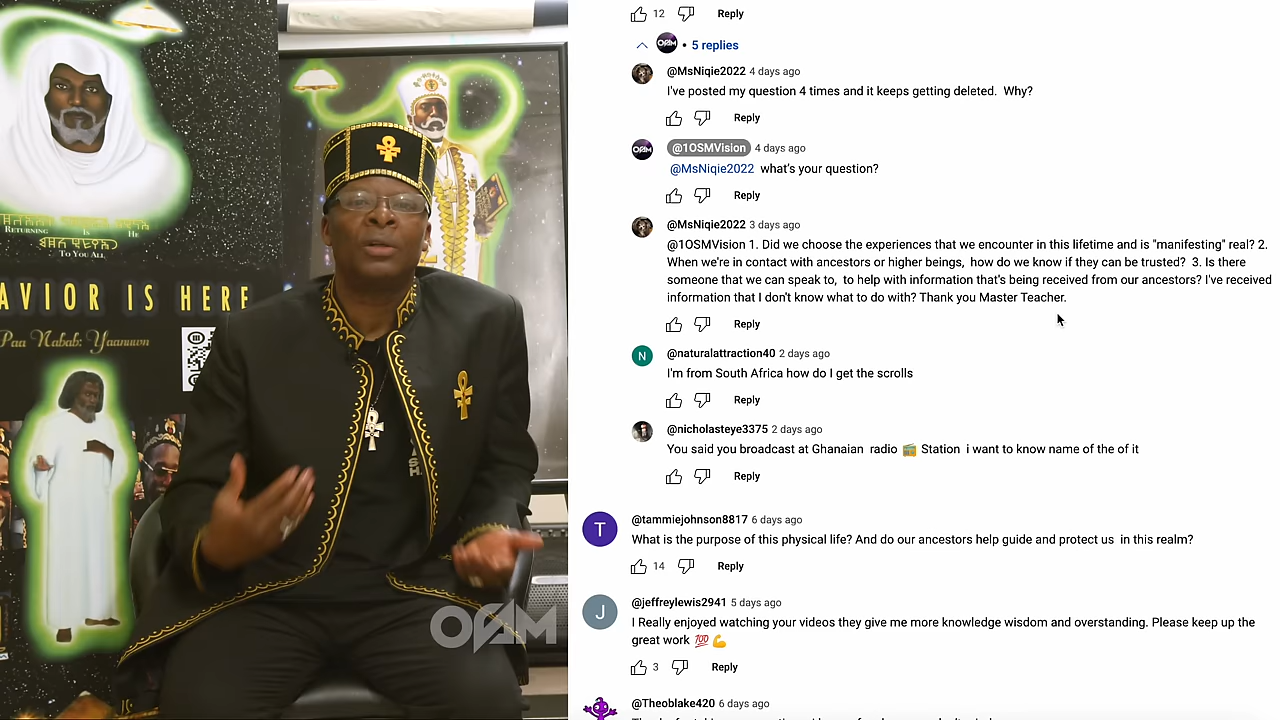 RETURNING IS HE
TO YOU ALL
AVIOR IS HERE
Paa Nabab: Yaanuwn
OSM
12 Reply
5 replies
@MsNiqie2022 4 days ago
I've posted my question 4 times and it keeps getting deleted. Why?
Reply
@1OSMVision 4 days ago
@MsNiqie2022 what's your question?
Reply
@MsNiqie2022 3 days ago
@1OSMVision 1. Did we choose the experiences that we encounter in this lifetime and is "manifesting" real? 2.
When we're in contact with ancestors or higher beings, how do we know if they can be trusted? 3. Is there
someone that we can speak to, to help with information that's being received from our ancestors? I've received
information that I don't know what to do with? Thank you Master Teacher.
Reply
N
@naturalattraction40 2 days ago
I'm from South Africa how do I get the scrolls
Reply
@nicholasteye3375 2 days ago
You said you broadcast at Ghanaian radio 📻 Station i want to know name of the of it
Reply
T
@tammiejohnson8817 6 days ago
What is the purpose of this physical life? And do our ancestors help guide and protect us in this realm?
14 Reply
J
@jeffreylewis2941 5 days ago
I Really enjoyed watching your videos they give me more knowledge wisdom and overstanding. Please keep up the
great work 💯 💪
3 Reply
@Theoblake420 6 days ago